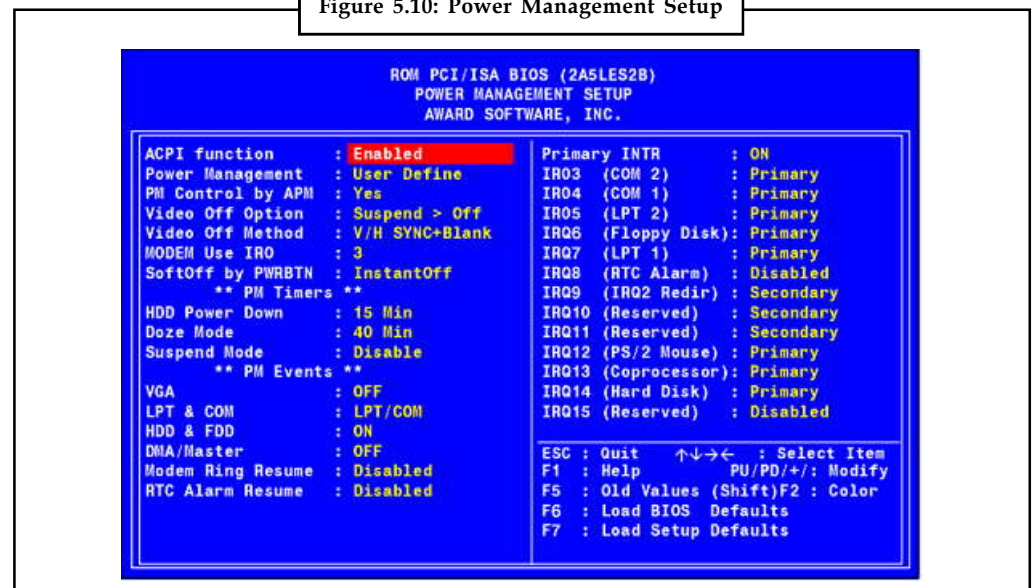 Figure 5.10: Power Management Setup
ROM PCI/ISA BIOS (2A5LES2B)
POWER MANAGEMENT SETUP
AWARD SOFTWARE, INC.
ACPI function : Enabled
Power Management : User Define
PM Control by APM : Yes
Video Off Option : Suspend > Off
Video Off Method : V/H SYNC+Blank
MODEM Use IRO : 3
SoftOff by PWRBTN : InstantOff
** PM Timers **
HDD Power Down : 15 Min
Doze Mode : 40 Min
Suspend Mode : Disable
** PM Events **
VGA : OFF
LPT & COM : LPT/COM
HDD & FDD : ON
DMA/Master : OFF
Modem Ring Resume : Disabled
RTC Alarm Resume : Disabled
Primary INTR : ON
IRO3 (COM 2) : Primary
IRO4 (COM 1) : Primary
IRO5 (LPT 2) : Primary
IRQ6 (Floppy Disk): Primary
IRQ7 (LPT 1) : Primary
IRQ8 (RTC Alarm) : Disabled
IRQ9 (IRQ2 Redir) : Secondary
IRQ10 (Reserved) : Secondary
IRQ11 (Reserved) : Secondary
IRQ12 (PS/2 Mouse) : Primary
IRQ13 (Coprocessor): Primary
IRQ14 (Hard Disk) : Primary
IRQ15 (Reserved) : Disabled
ESC : Quit ↑↓→← : Select Item
F1 : Help PU/PD/+/: Modify
F5 : Old Values (Shift)F2 : Color
F6 : Load BIOS Defaults
F7 : Load Setup Defaults